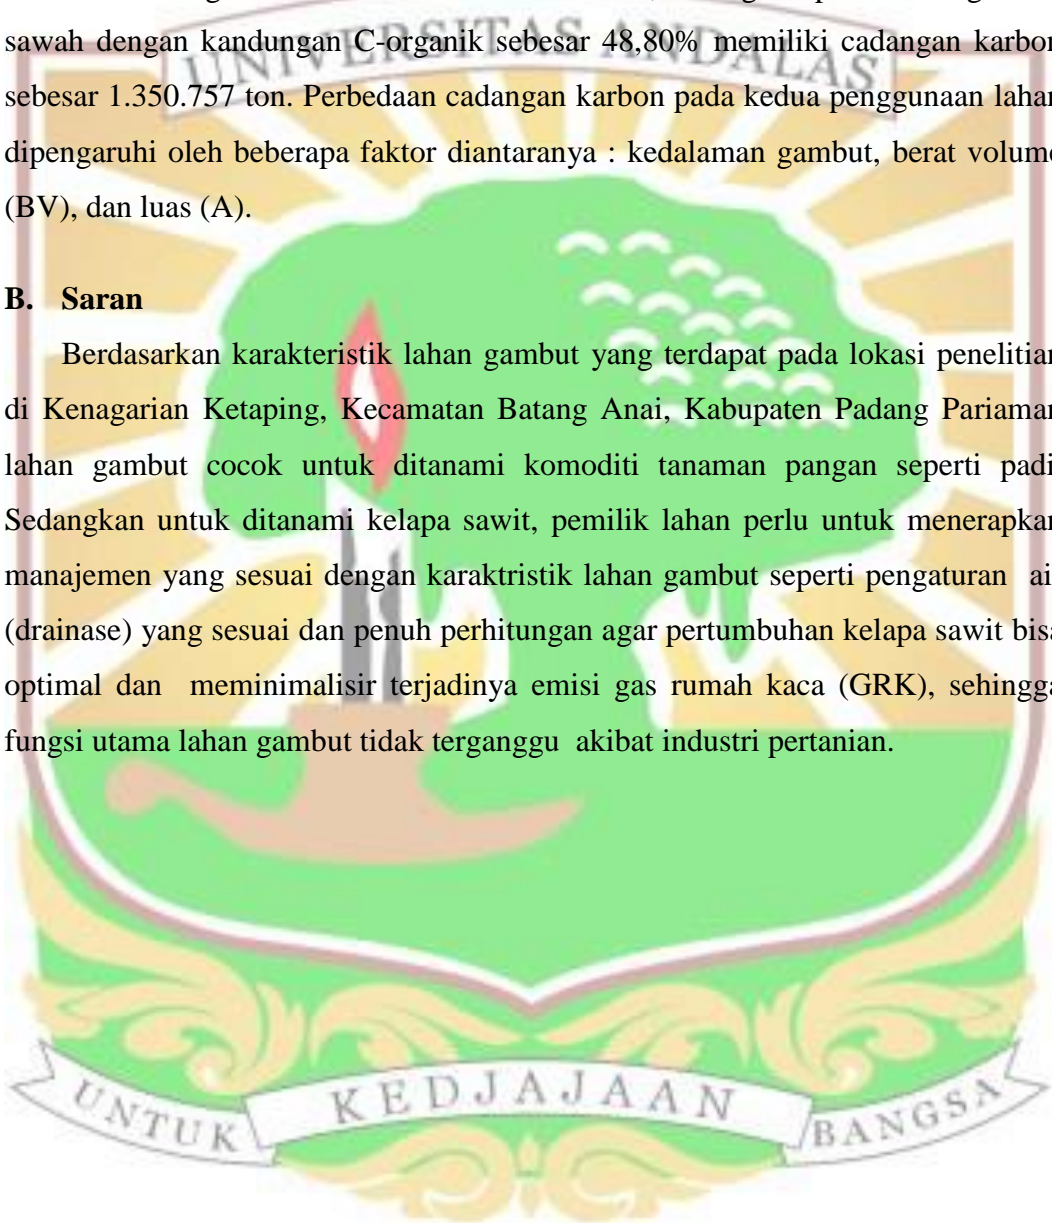 UNIVERSITAS ANDALAS
sawah dengan kandungan C-organik sebesar 48,80% memiliki cadangan karbon
sebesar 1.350.757 ton. Perbedaan cadangan karbon pada kedua penggunaan lahan
dipengaruhi oleh beberapa faktor diantaranya : kedalaman gambut, berat volume
(BV), dan luas (A).
B. Saran
Berdasarkan karakteristik lahan gambut yang terdapat pada lokasi penelitian
di Kenagarian Ketaping, Kecamatan Batang Anai, Kabupaten Padang Pariaman
lahan gambut cocok untuk ditanami komoditi tanaman pangan seperti padi
Sedangkan untuk ditanami kelapa sawit, pemilik lahan perlu untuk menerapkan
manajemen yang sesuai dengan karaktristik lahan gambut seperti pengaturan ai
(drainase) yang sesuai dan penuh perhitungan agar pertumbuhan kelapa sawit bisa
optimal dan meminimalisir terjadinya emisi gas rumah kaca (GRK), sehingga
fungsi utama lahan gambut tidak terganggu akibat industri pertanian.
UNTUK KEDJAJAAN BANGSA